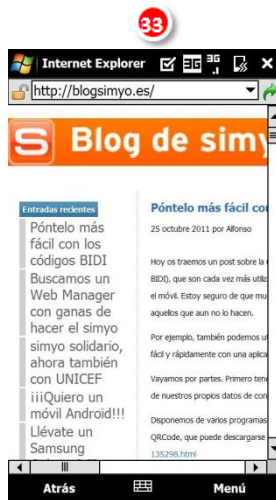 33
Internet Explorer
3G
3G
http://blogsimyo.es/
S Blog de simy
Entradas recientes
Póntelo más
fácil con los
códigos BIDI
Buscamos un
Web Manager
con ganas de
hacer el simyo
simyo solidario,
ahora también
con UNICEF
¡¡¡Quiero un
móvil Android!!!
Llévate un
Samsung
Póntelo más fácil co
25 octubre 2011 por Alfonso
Hoy os traemos un post sobre la
BIDI), que son cada vez más utiliz
el móvil. Estoy seguro de que mu
aquellos que aun no lo hacen.
Por ejemplo, también podemos ut
fácil y rápidamente con una aplica
Vayamos por partes. Primero ten
de nuestros propios datos de con
Disponemos de varios programas
QRCode, que puede descargarse
135298.html
Atrás
Menú